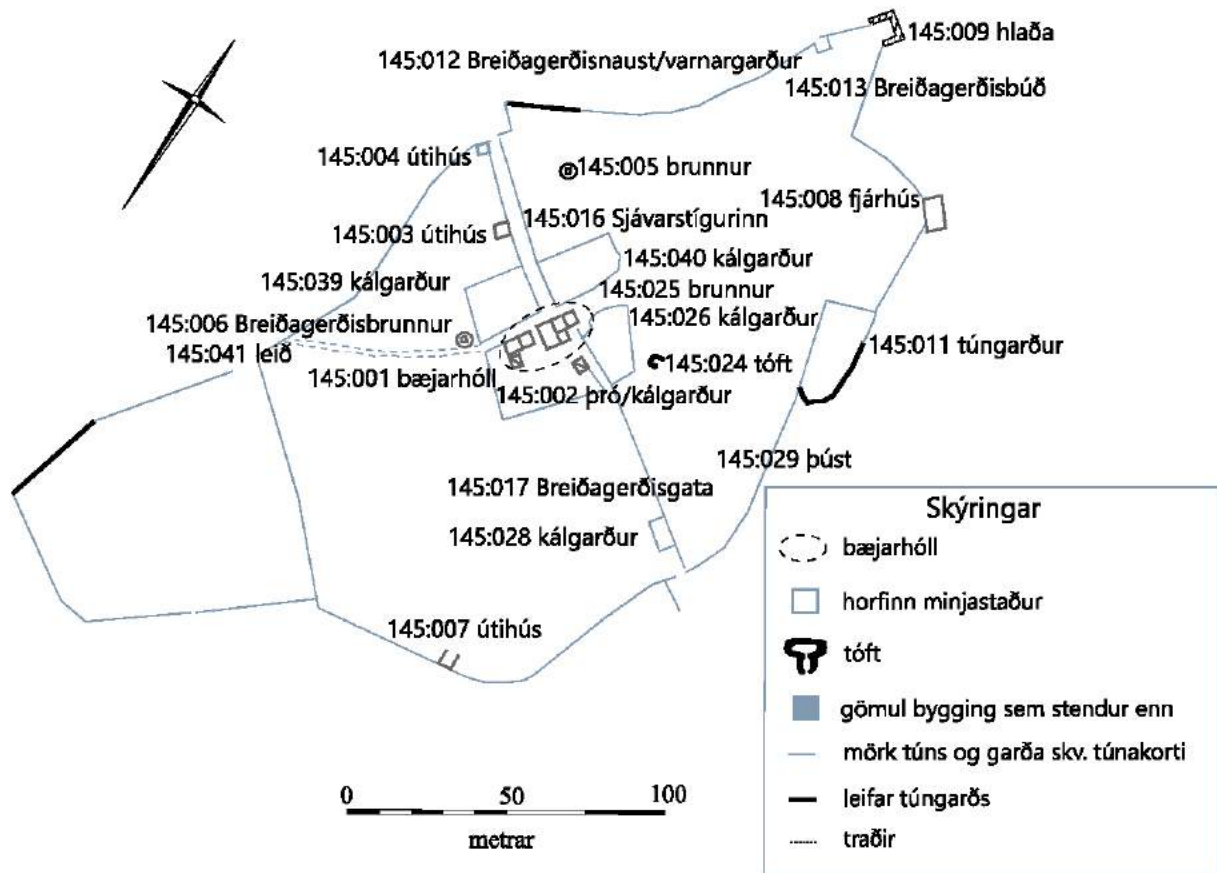 145:009 hlaða
145:012 Breiðagerðisnaust/varnargarður
145:013 Breiðagerðisbúð
145:004 útihús
145:005 brunnur
145:008 fjárhús
145:016 Sjávarstígurinn
145:003 útihús
145:040 kálgarður
145:039 kálgarður
145:025 brunnur
145:006 Breiðagerðisbrunnur
145:026 kálgarður
145:041 leið
145:011 túngarður
145:024 tóft
145:001 bæjarhóll
145:002 þró/kálgarður
145:029 þúst
145:017 Breiðagerðisgata
145:028 kálgarður
145:007 útihús
Skýringar
bæjarhóll
horfinn minjastaður
tóft
gömul bygging sem stendur enn
mörk túns og garða skv. túnakorti
leifar túngarðs
traðir
0 50 100
metrar